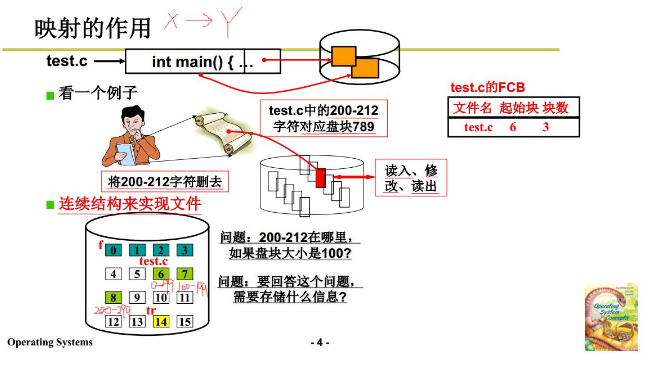 映射的作用 X → Y
test.c int main() { …
看一个例子
test.c中的200-212
字符对应盘块789
test.c的FCB
文件名 起始块 块数
test.c 6 3
将200-212字符删去
读入、修
改、读出
连续结构来实现文件
问题：200-212在哪里，
如果盘块大小是100?
问题：要回答这个问题，
需要存储什么信息?
f 0 1 2 3
test.c
4 5 6 7
0-99 100-199
8 9 10 11
200-299 tr
12 13 14 15
Operating
System
Concepts
Operating Systems
- 4 -